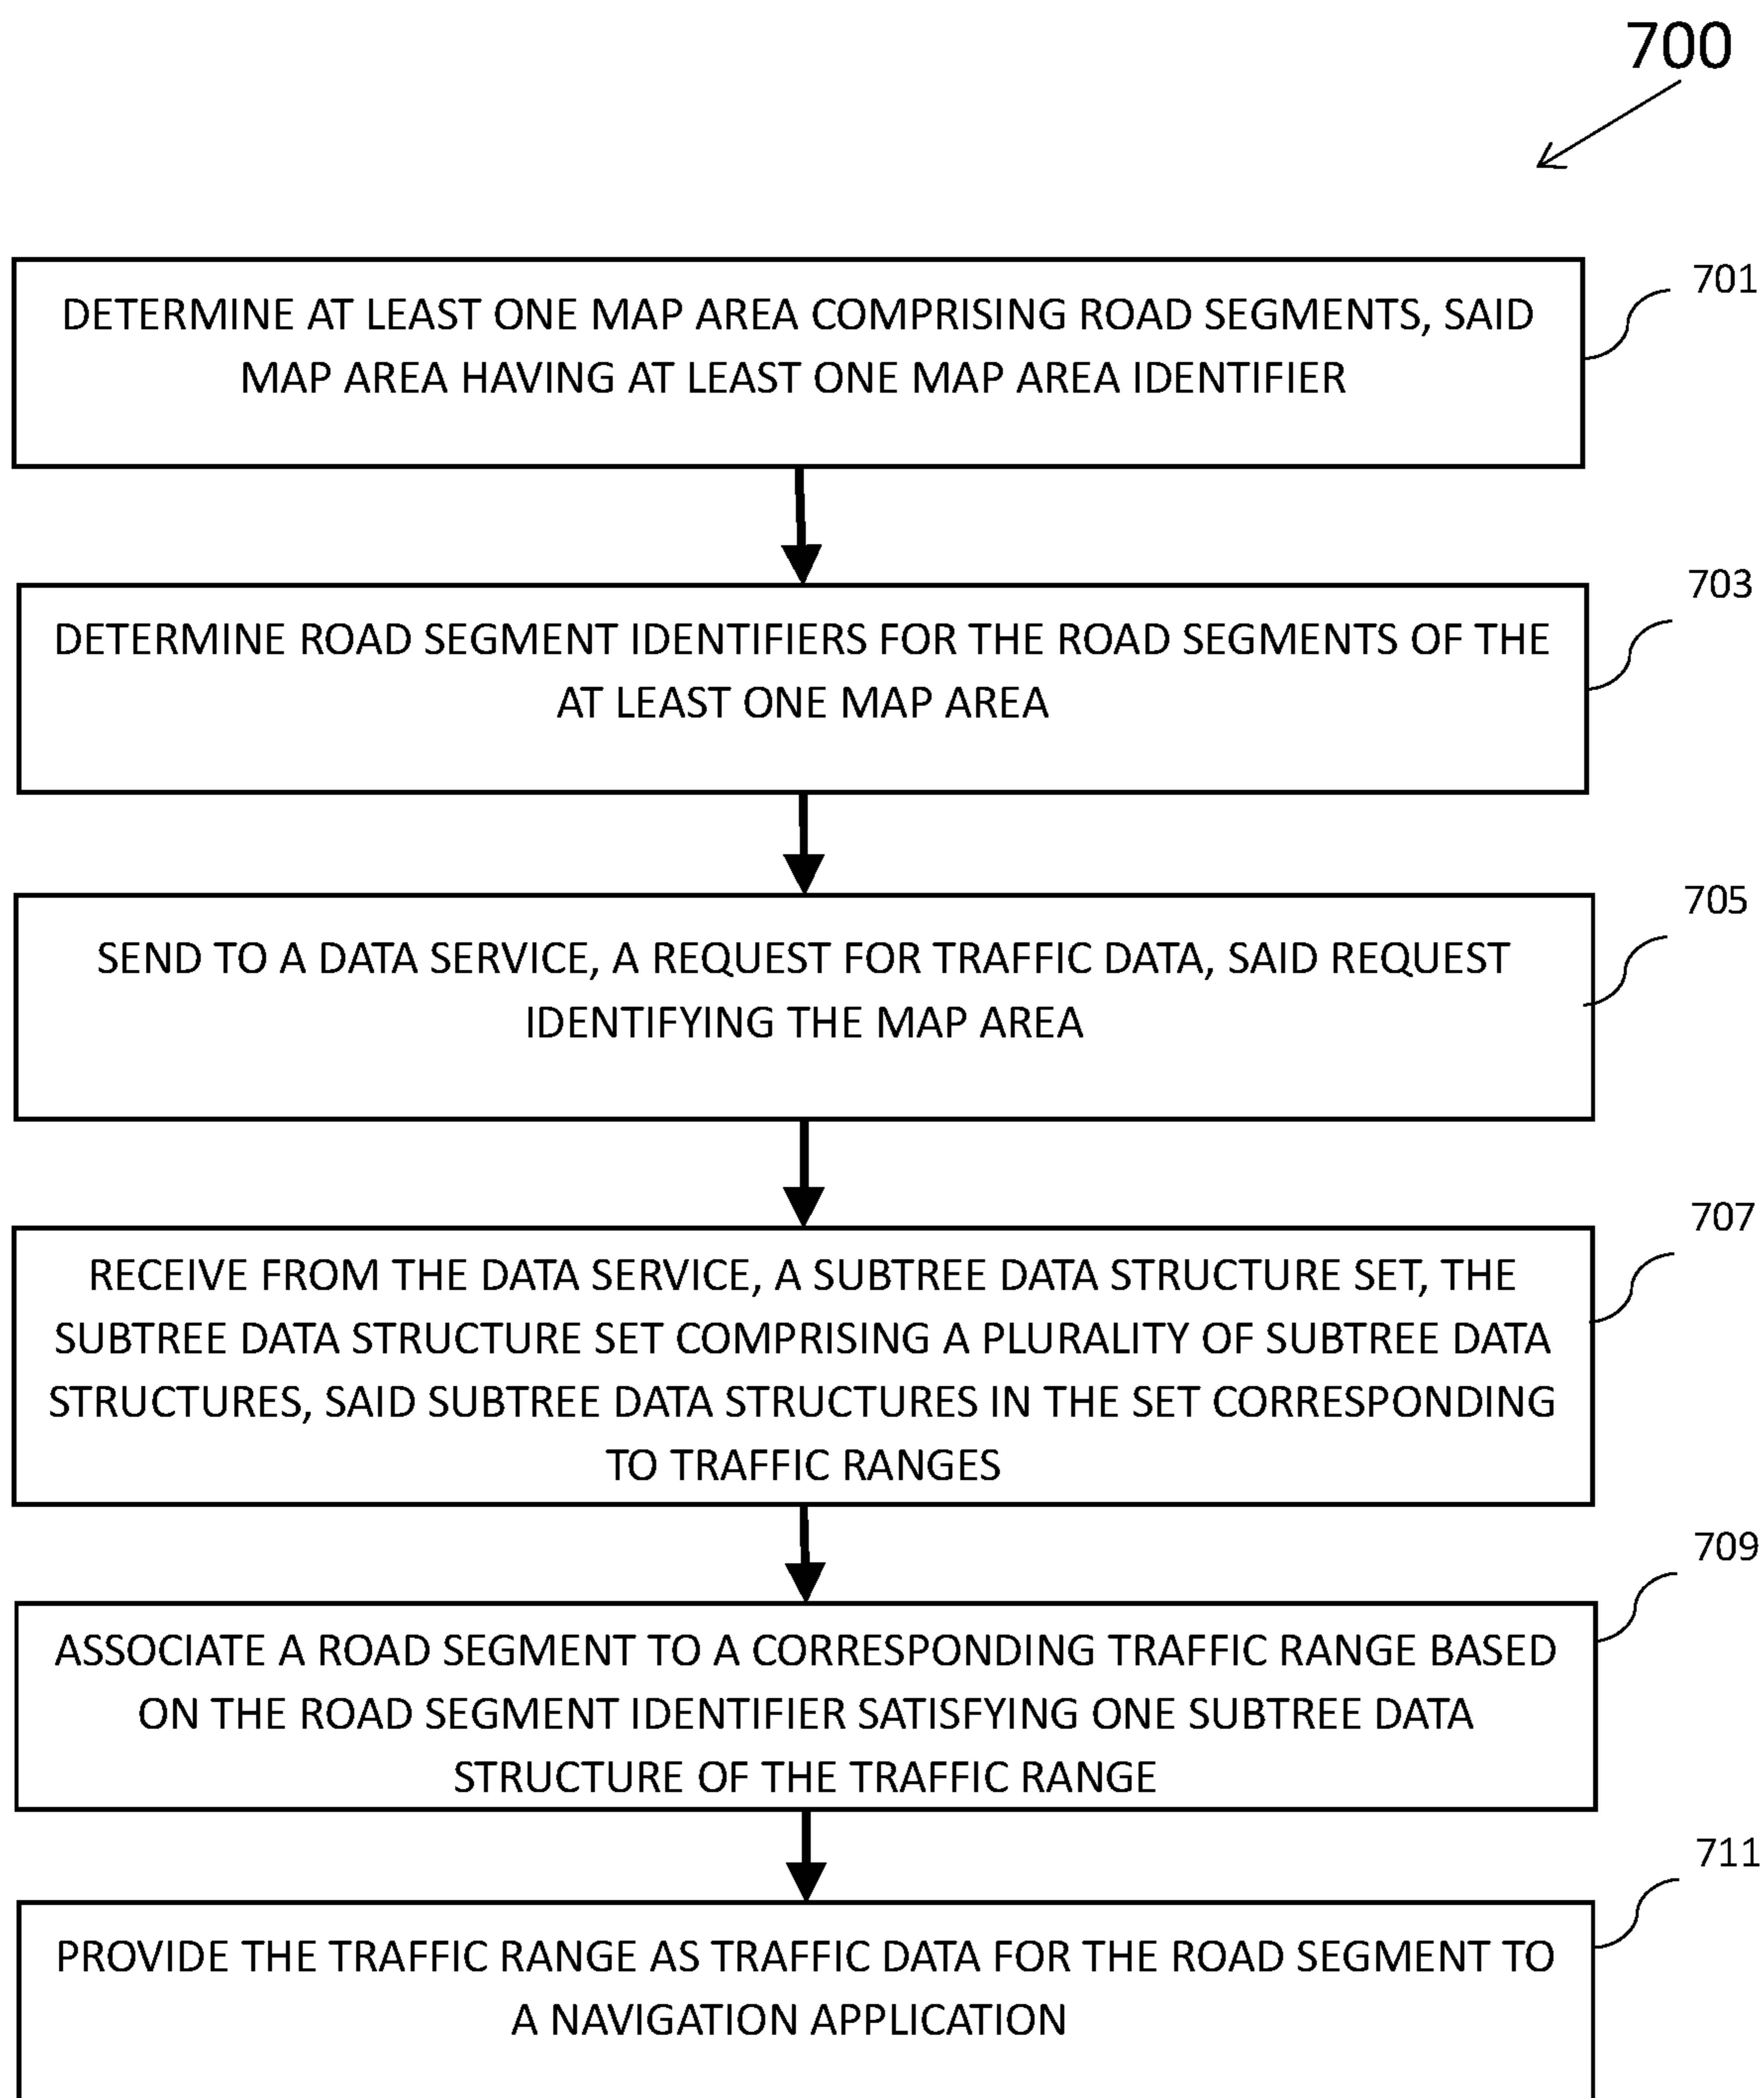 700
701
DETERMINE AT LEAST ONE MAP AREA COMPRISING ROAD SEGMENTS, SAID
MAP AREA HAVING AT LEAST ONE MAP AREA IDENTIFIER
703
DETERMINE ROAD SEGMENT IDENTIFIERS FOR THE ROAD SEGMENTS OF THE
AT LEAST ONE MAP AREA
705
SEND TO A DATA SERVICE, A REQUEST FOR TRAFFIC DATA, SAID REQUEST
IDENTIFYING THE MAP AREA
707
RECEIVE FROM THE DATA SERVICE, A SUBTREE DATA STRUCTURE SET, THE
SUBTREE DATA STRUCTURE SET COMPRISING A PLURALITY OF SUBTREE DATA
STRUCTURES, SAID SUBTREE DATA STRUCTURES IN THE SET CORRESPONDING
TO TRAFFIC RANGES
709
ASSOCIATE A ROAD SEGMENT TO A CORRESPONDING TRAFFIC RANGE BASED
ON THE ROAD SEGMENT IDENTIFIER SATISFYING ONE SUBTREE DATA
STRUCTURE OF THE TRAFFIC RANGE
711
PROVIDE THE TRAFFIC RANGE AS TRAFFIC DATA FOR THE ROAD SEGMENT TO
A NAVIGATION APPLICATION